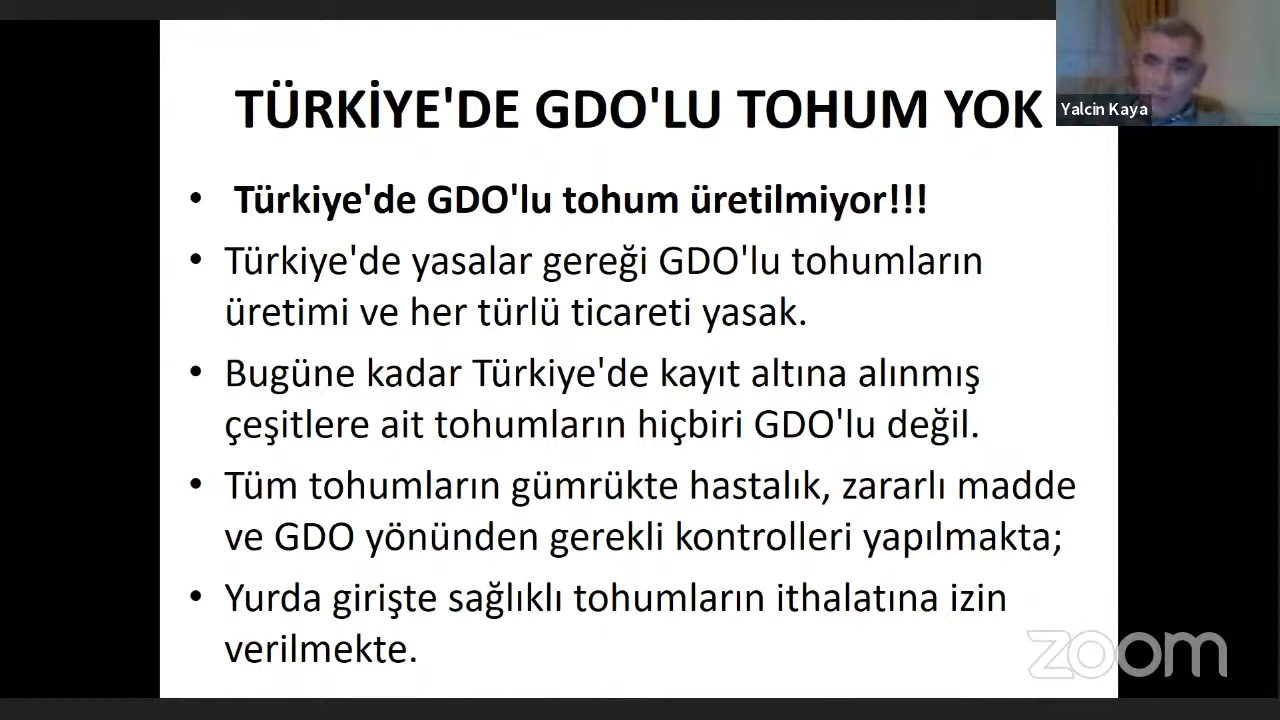 TÜRKİYE'DE GDO'LU TOHUM YOK
Yalcin Kaya
• Türkiye'de GDO'lu tohum üretilmiyor!!!
• Türkiye'de yasalar gereği GDO'lu tohumların
üretimi ve her türlü ticareti yasak.
• Bugüne kadar Türkiye'de kayıt altına alınmış
çeşitlere ait tohumların hiçbiri GDO'lu değil.
• Tüm tohumların gümrükte hastalık, zararlı madde
ve GDO yönünden gerekli kontrolleri yapılmakta;
• Yurda girişte sağlıklı tohumların ithalatına izin
verilmekte.
zoom